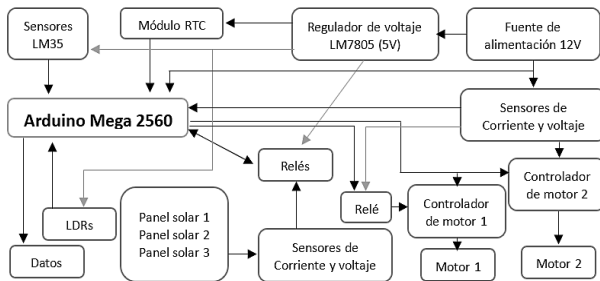 Sensores
LM35
Módulo RTC
Regulador de voltaje
LM7805 (5V)
Fuente de
alimentación 12V
Arduino Mega 2560
Sensores de
Corriente y voltaje
Relés
Controlador
de motor 2
Panel solar 1
Panel solar 2
Panel solar 3
Relé
Controlador
de motor 1
LDRs
Sensores de
Corriente y voltaje
Datos
Motor 1
Motor 2